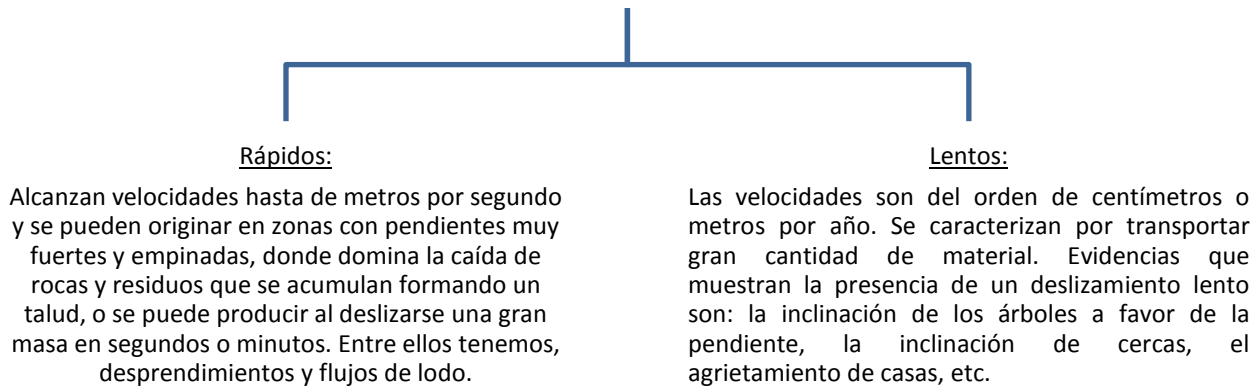 Rápidos:
Alcanzan velocidades hasta de metros por segundo
y se pueden originar en zonas con pendientes muy
fuertes y empinadas, donde domina la caída de
rocas y residuos que se acumulan formando un
talud, o se puede producir al deslizarse una gran
masa en segundos o minutos. Entre ellos tenemos,
desprendimientos y flujos de lodo.
Lentos:
Las velocidades son del orden de centímetros o
metros por año. Se caracterizan por transportar
gran cantidad de material. Evidencias que
muestran la presencia de un deslizamiento lento
son: la inclinación de los árboles a favor de la
pendiente, la inclinación de cercas, el
agrietamiento de casas, etc.